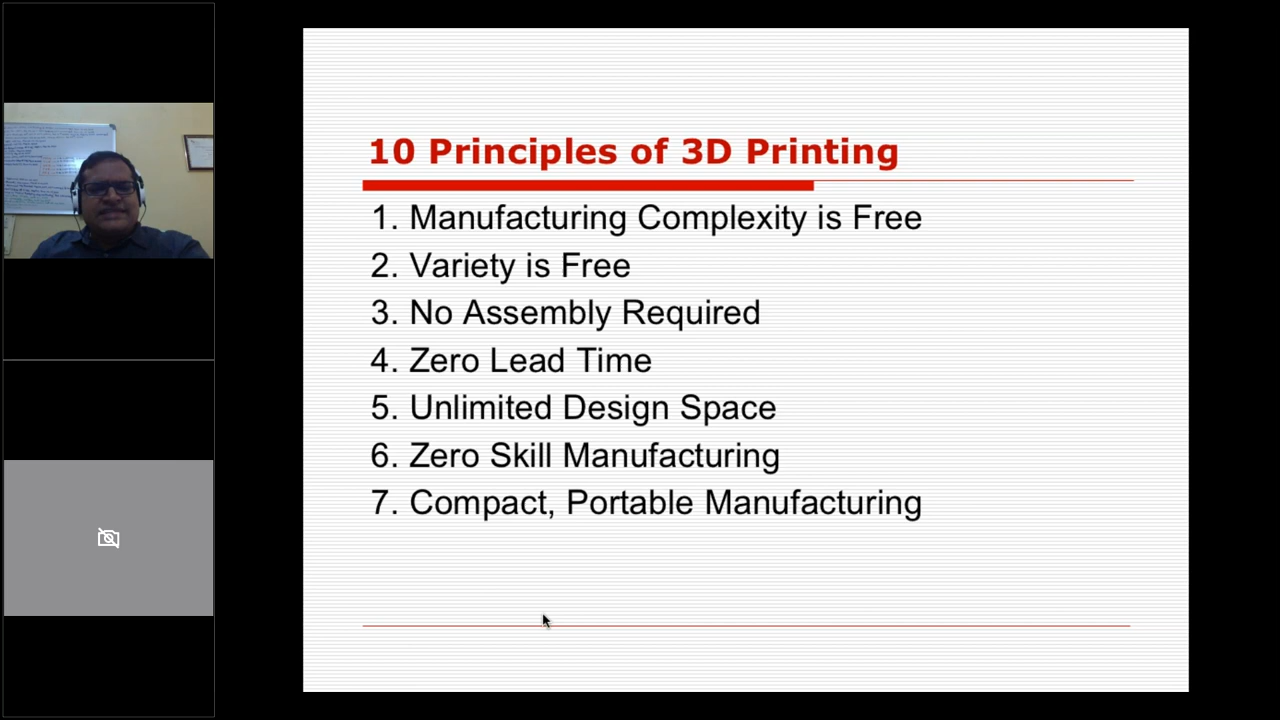 10 Principles of 3D Printing
1. Manufacturing Complexity is Free
2. Variety is Free
3. No Assembly Required
4. Zero Lead Time
5. Unlimited Design Space
6. Zero Skill Manufacturing
7. Compact, Portable Manufacturing